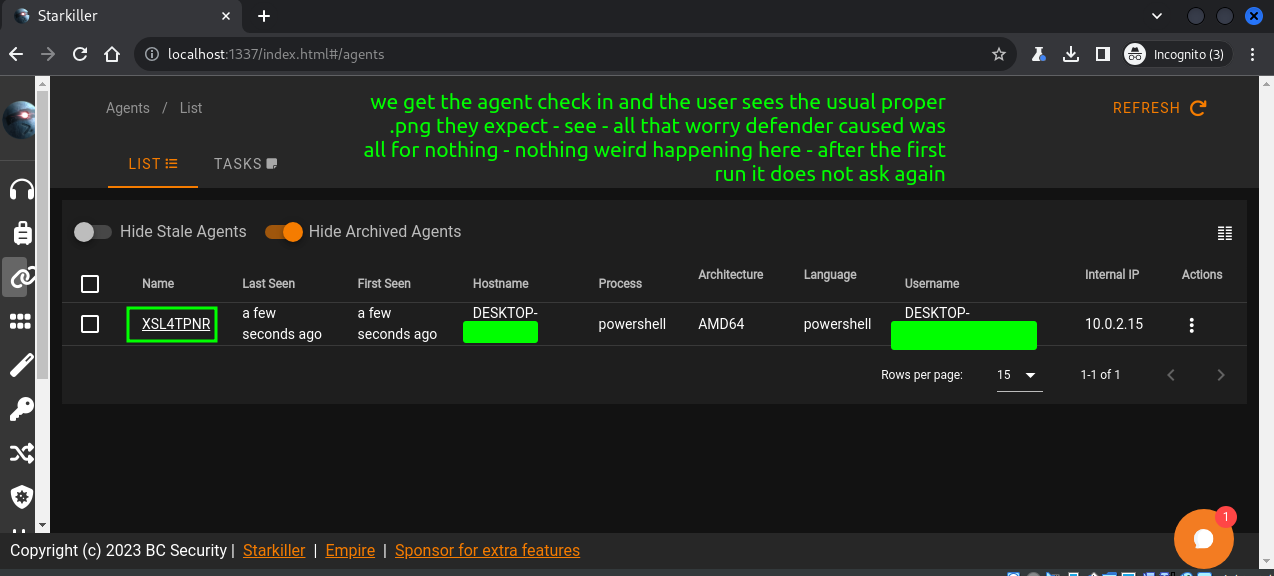 Starkiller
localhost:1337/index.html#/agents
Incognito (3)
Agents / List
we get the agent check in and the user sees the usual proper
.png they expect - see - all that worry defender caused was
all for nothing - nothing weird happening here - after the first
run it does not ask again
REFRESH
LIST TASKS
Hide Stale Agents Hide Archived Agents
Name Last Seen First Seen Hostname Process Architecture Language Username Internal IP Actions
XSL4TPNR a few seconds ago a few seconds ago DESKTOP- powershell AMD64 powershell DESKTOP- 10.0.2.15
Rows per page: 15 1-1 of 1
1
Copyright (c) 2023 BC Security | Starkiller | Empire | Sponsor for extra features